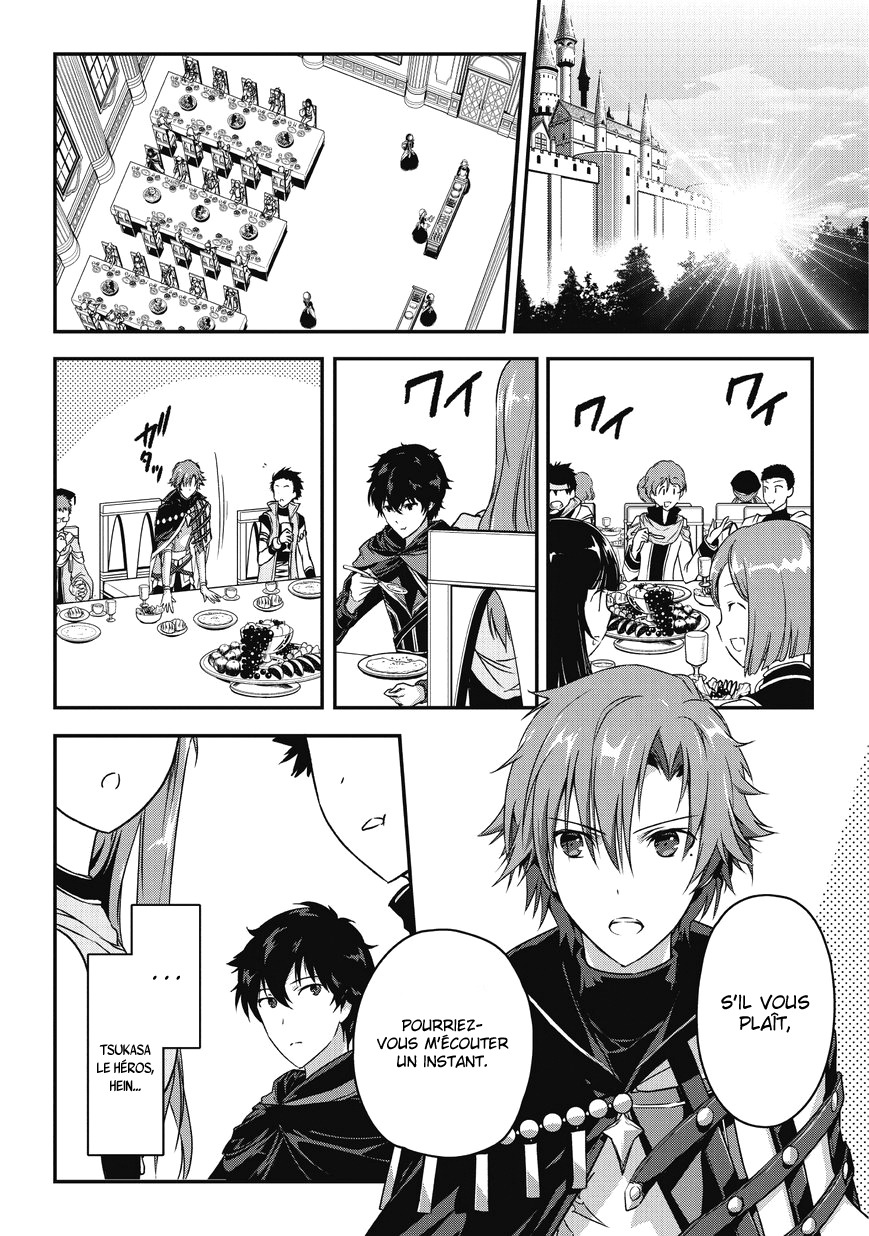 ワイ
ワイ
ワイ
ガタッ
S'IL VOUS
PLAÎT,
POURRIEZ-
VOUS M'ÉCOUTER
UN INSTANT.
...
TSUKASA
LE HÉROS,
HEIN...